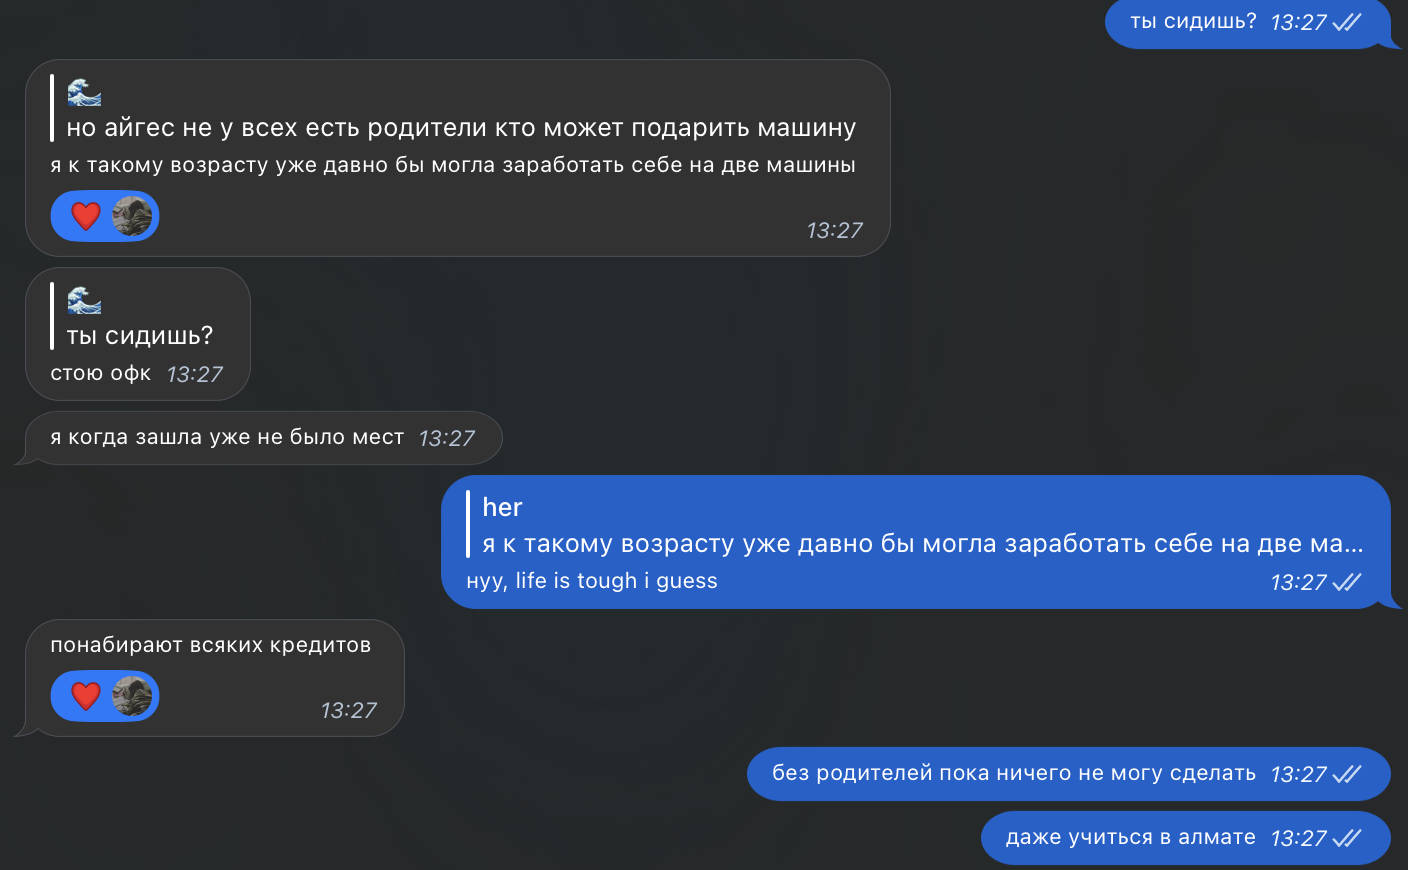 ты сидишь? 13:27
🌊
но айгес не у всех есть родители кто может подарить машину
я к такому возрасту уже давно бы могла заработать себе на две машины
❤️ 13:27
🌊
ты сидишь?
стою офк 13:27
я когда зашла уже не было мест 13:27
her
я к такому возрасту уже давно бы могла заработать себе на две ма...
нуу, life is tough i guess 13:27
понабирают всяких кредитов
❤️ 13:27
без родителей пока ничего не могу сделать 13:27
даже учиться в алмате 13:27